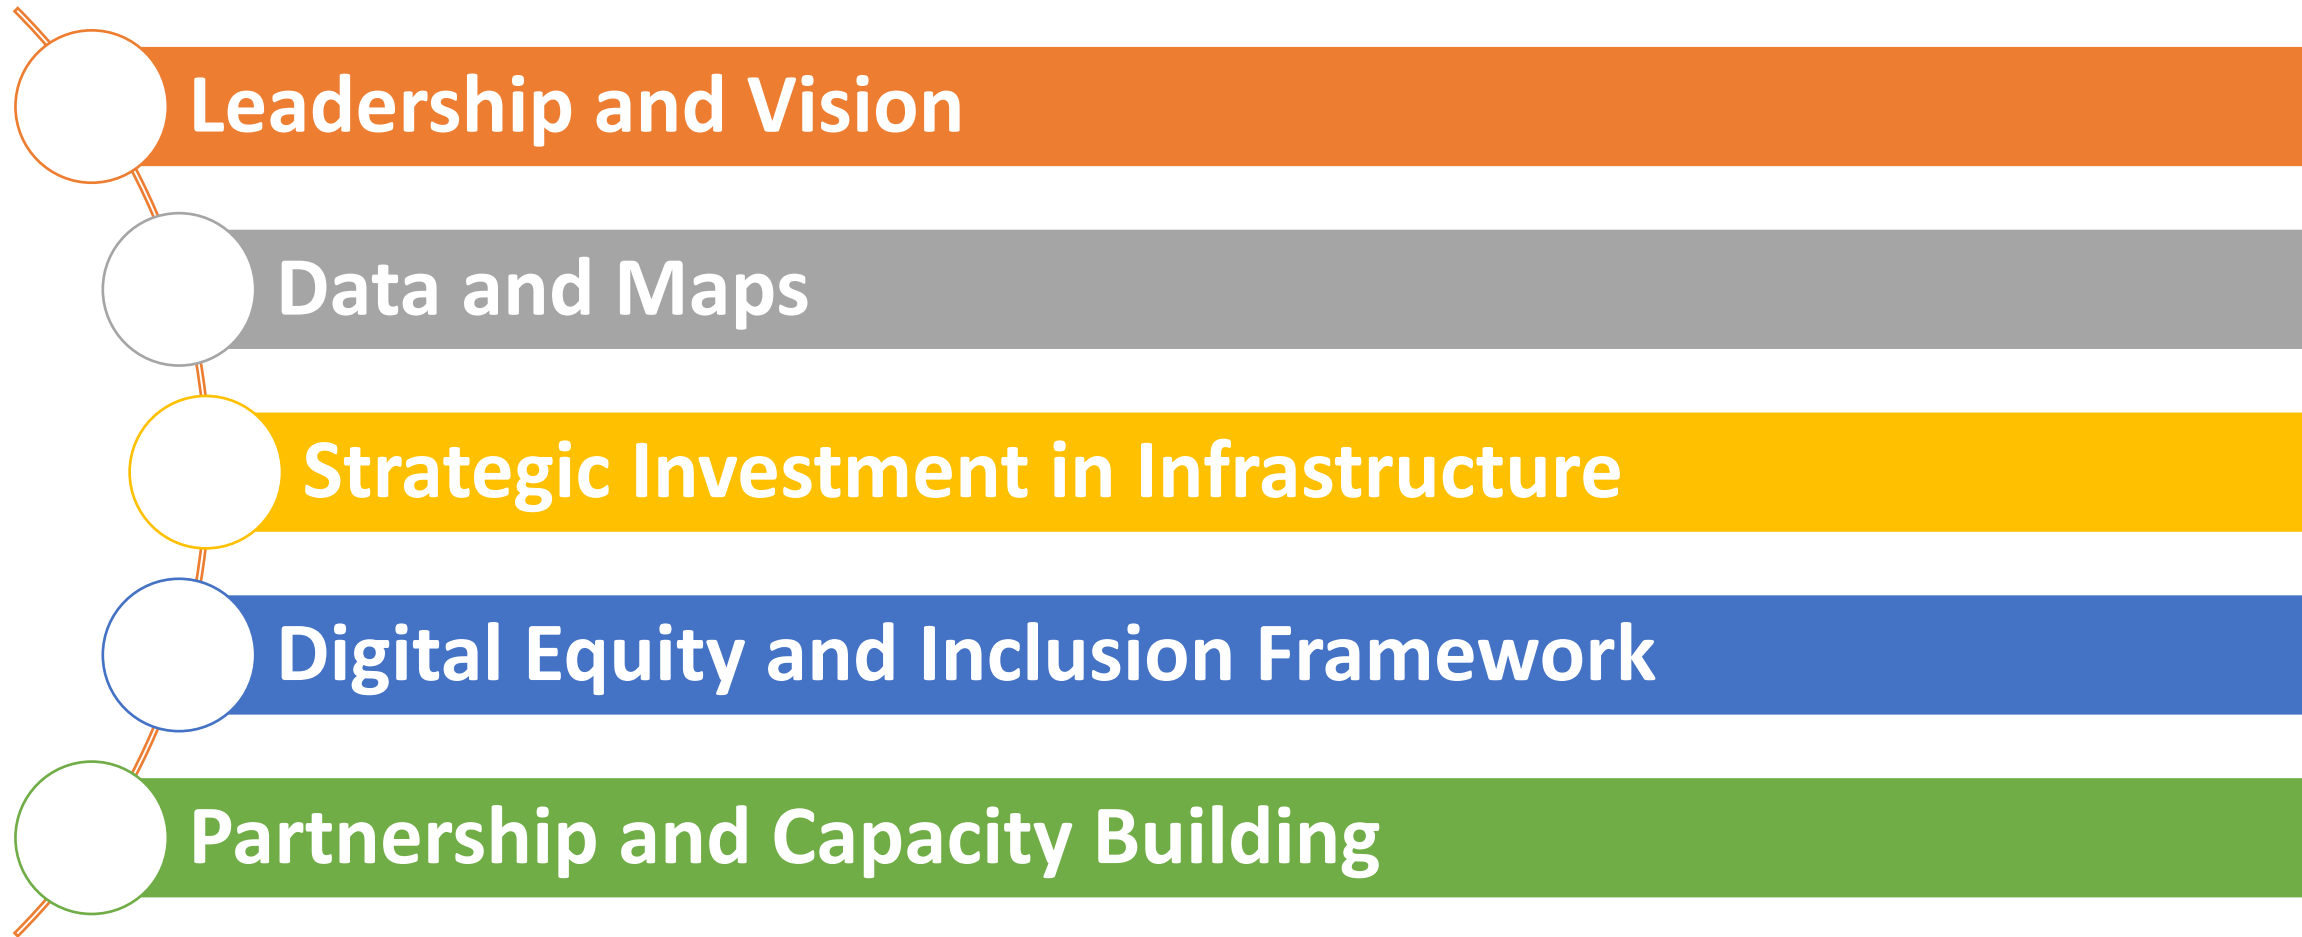 Leadership and Vision
Data and Maps
Strategic Investment in Infrastructure
Digital Equity and Inclusion Framework
Partnership and Capacity Building